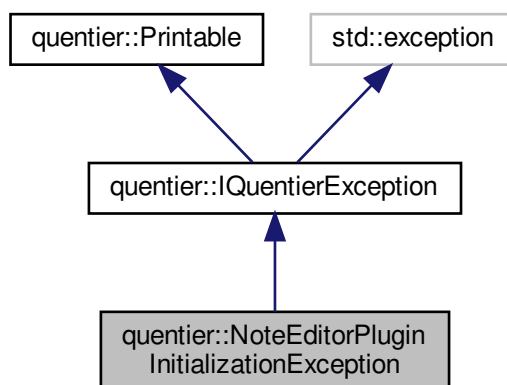 quentier::Printable
std::exception
quentier::IQuentierException
quentier::NoteEditorPlugin
InitializationException